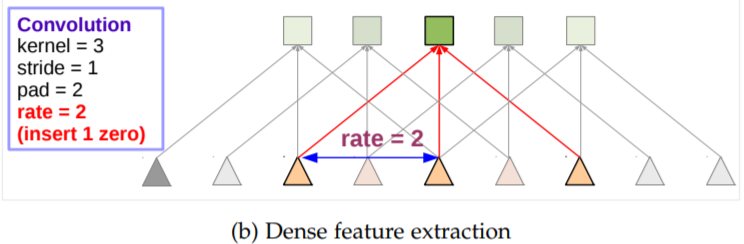 Convolution
kernel = 3
stride = 1
pad = 2
rate = 2
(insert 1 zero)
rate = 2
(b) Dense feature extraction